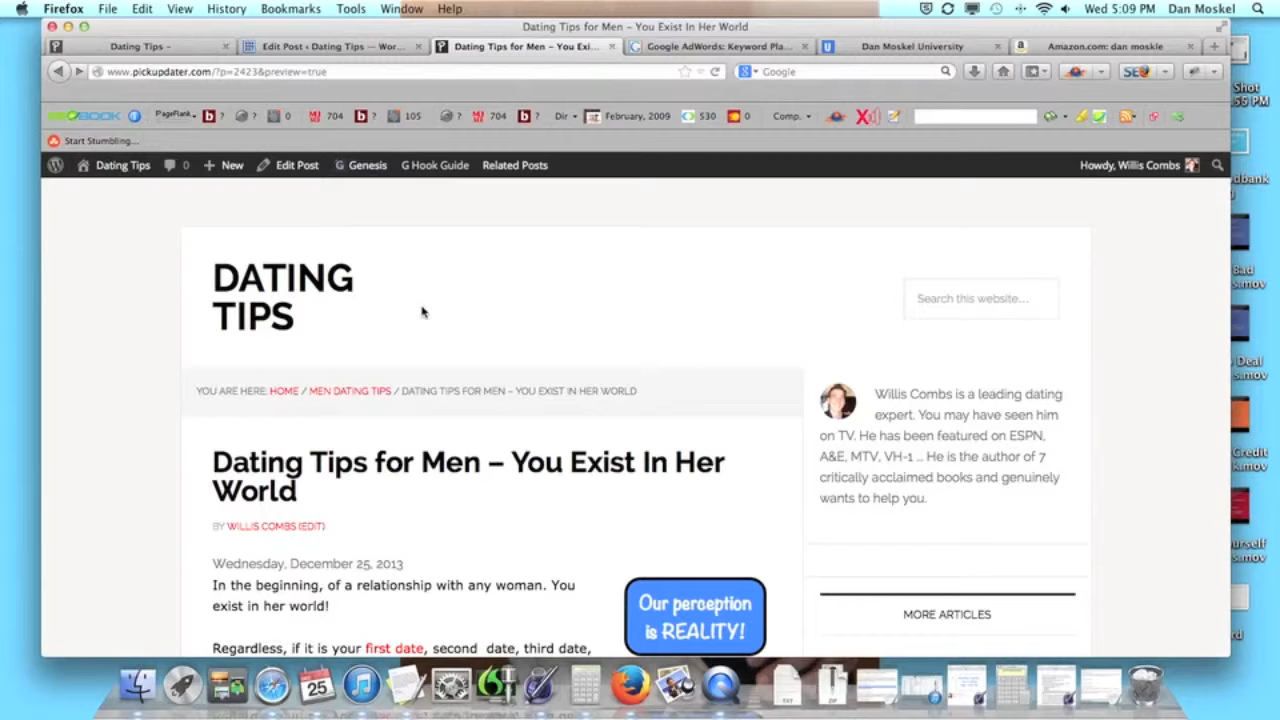 Firefox File Edit View History Bookmarks Tools Window Help Wed 5:09 PM Dan Moskel
Dating Tips for Men – You Exist In Her World
Dating Tips - Edit Post ‹ Dating Tips — Wor... Dating Tips for Men – You Exi... Google AdWords: Keyword Pla... Dan Moskel University Amazon.com: dan moskle
www.pickupdater.com/?p=2423&preview=true Google
PageRank ? ? 0 704 ? 105 ? 704 ? Dir February, 2009 530 0 Comp.
Start Stumbling...
Dating Tips 0 + New Edit Post Genesis G Hook Guide Related Posts Howdy, Willis Combs
DATING
TIPS
Search this website...
YOU ARE HERE: HOME / MEN DATING TIPS / DATING TIPS FOR MEN – YOU EXIST IN HER WORLD
Dating Tips for Men – You Exist In Her
World
BY WILLIS COMBS (EDIT)
Wednesday, December 25, 2013
In the beginning, of a relationship with any woman. You
exist in her world!
Regardless, if it is your first date, second date, third date,
Our perception
is REALITY!
Willis Combs is a leading dating
expert. You may have seen him
on TV. He has been featured on ESPN,
A&E, MTV, VH-1 ... He is the author of 7
critically acclaimed books and genuinely
wants to help you.
MORE ARTICLES
25